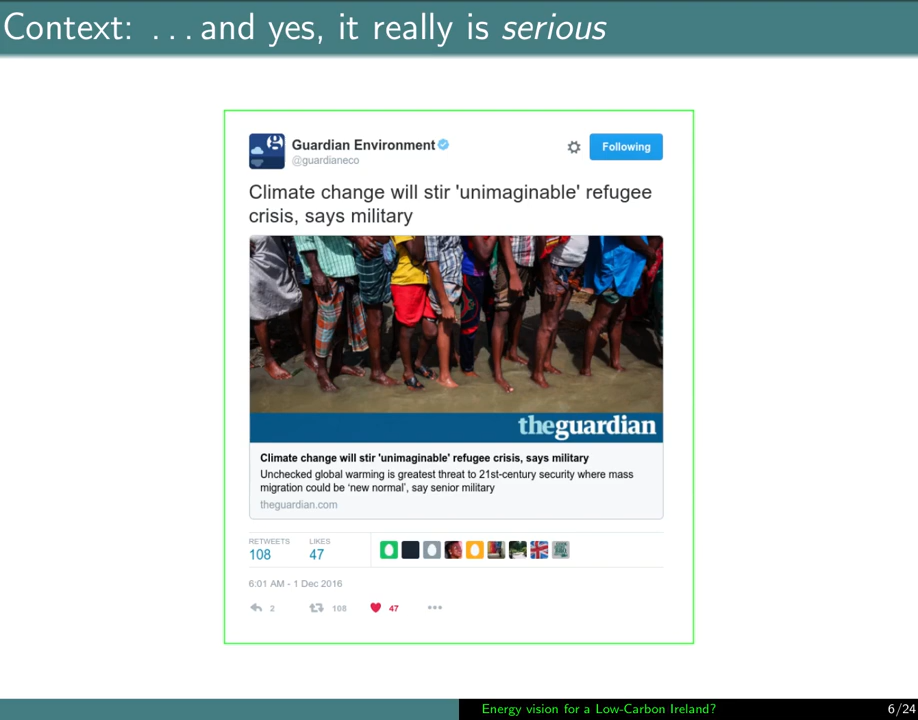 Context: ...and yes, it really is serious
Guardian Environment
@guardianeco
Following
Climate change will stir 'unimaginable' refugee
crisis, says military
theguardian
Climate change will stir 'unimaginable' refugee crisis, says military
Unchecked global warming is greatest threat to 21st-century security where mass
migration could be ‘new normal’, say senior military
theguardian.com
RETWEETS LIKES
108 47
6:01 AM - 1 Dec 2016
2 108 47 •••
Energy vision for a Low-Carbon Ireland? 6/24